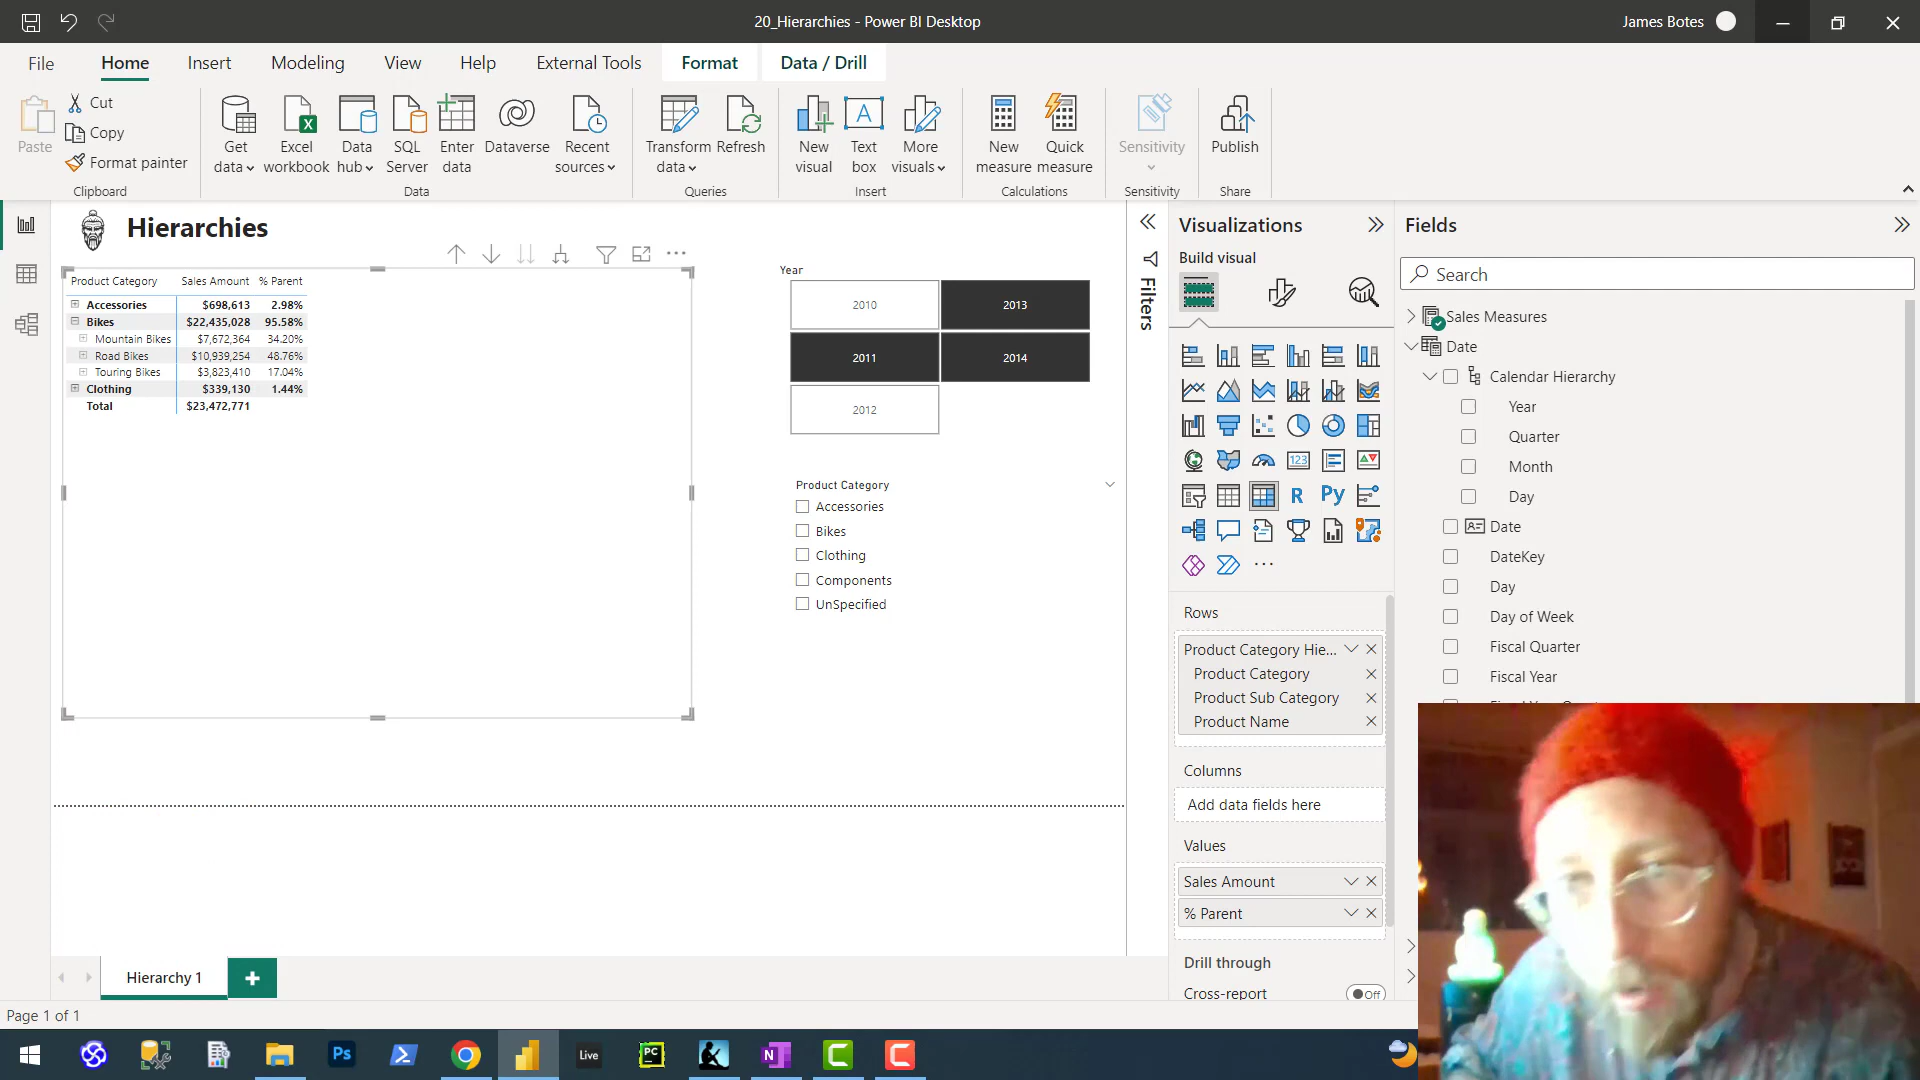 20_Hierarchies - Power BI Desktop
James Botes
File Home Insert Modeling View Help External Tools Format Data / Drill
Paste
Cut
Copy
Format painter
Clipboard
Get data
Excel workbook
Data hub
SQL Server
Enter data
Dataverse
Recent sources
Data
Transform data
Refresh
Queries
New visual
Text box
More visuals
Insert
New measure
Quick measure
Calculations
Sensitivity
Sensitivity
Publish
Share
Hierarchies
Product Category Sales Amount % Parent
Accessories $698,613 2.98%
Bikes $22,435,028 95.58%
Mountain Bikes $7,672,364 34.20%
Road Bikes $10,939,254 48.76%
Touring Bikes $3,823,410 17.04%
Clothing $339,130 1.44%
Total $23,472,771
Year
2010 2013
2011 2014
2012
Product Category
Accessories
Bikes
Clothing
Components
UnSpecified
Filters
Visualizations
Build visual
123
R
Py
Rows
Product Category Hie...
Product Category
Product Sub Category
Product Name
Columns
Add data fields here
Values
Sales Amount
% Parent
Drill through
Cross-report
Off
Fields
Search
Sales Measures
Date
Calendar Hierarchy
Year
Quarter
Month
Day
Date
DateKey
Day
Day of Week
Fiscal Quarter
Fiscal Year
Hierarchy 1
Page 1 of 1
Ps
Live
PC
N
C
C